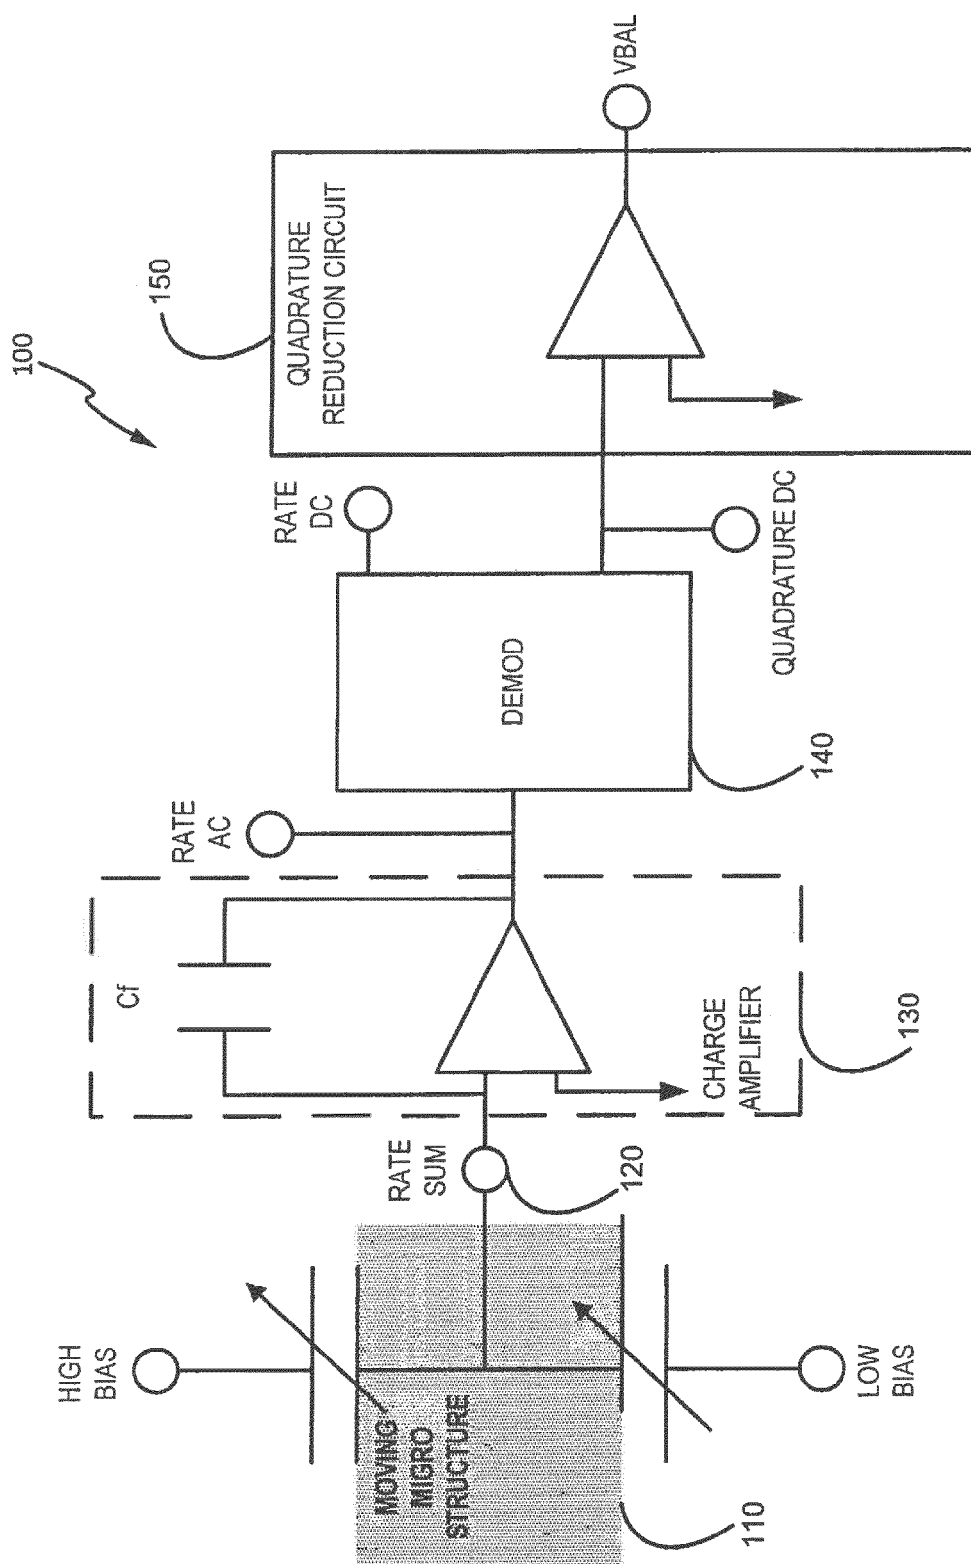 100
150
QUADRATURE
REDUCTION CIRCUIT
VBAL
RATE
DC
QUADRATURE DC
DEMOD
140
RATE
AC
Cf
CHARGE
AMPLIFIER
130
RATE
SUM
120
HIGH
BIAS
MOVING
MIGRO
STRUCTURE
LOW
BIAS
110